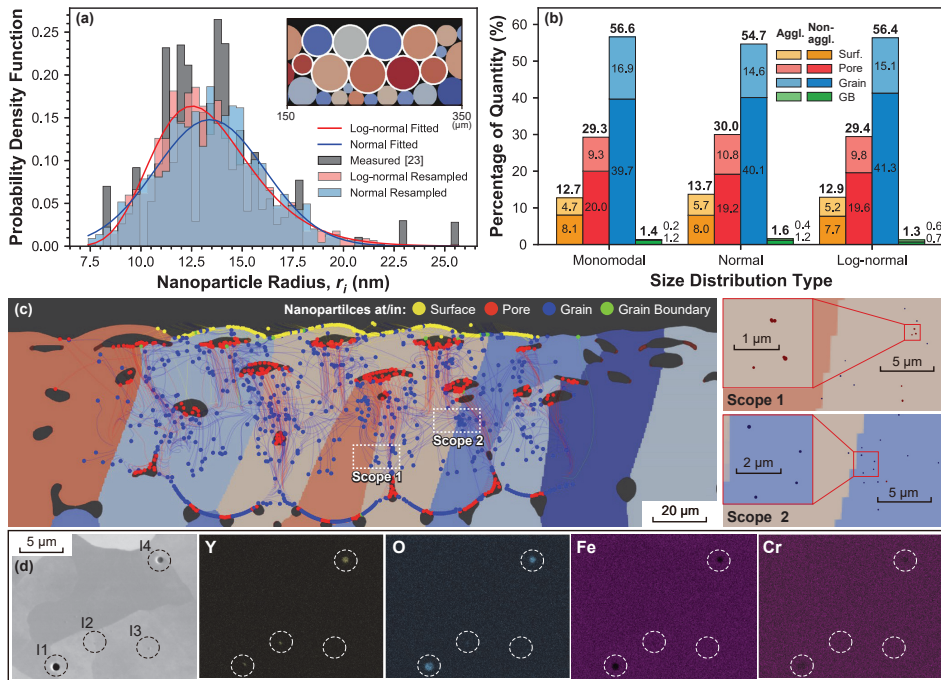 (a)
Probability Density Function
0.25
0.20
0.15
0.10
0.05
0.00
150
350
(µm)
Log-normal Fitted
Normal Fitted
Measured [23]
Log-normal Resampled
Normal Resampled
7.5 10.0 12.5 15.0 17.5 20.0 22.5 25.0
Nanoparticle Radius, ri (nm)
(b)
Percentage of Quantity (%)
60
50
40
30
20
10
0
Aggl. Non-aggl.
Surf.
Pore
Grain
GB
12.7
4.7
8.1
29.3
9.3
20.0
56.6
16.9
39.7
1.4
0.2
1.2
13.7
5.7
8.0
30.0
10.8
19.2
54.7
14.6
40.1
1.6
0.4
1.2
12.9
5.2
7.7
29.4
9.8
19.6
56.4
15.1
41.3
1.3
0.6
0.7
Monomodal Normal Log-normal
Size Distribution Type
(c)
Nanopartilces at/in: Surface Pore Grain Grain Boundary
Scope 2
Scope 1
20 µm
1 µm
5 µm
Scope 1
2 µm
5 µm
Scope 2
(d)
5 µm
I4
I2
I3
I1
Y
O
Fe
Cr